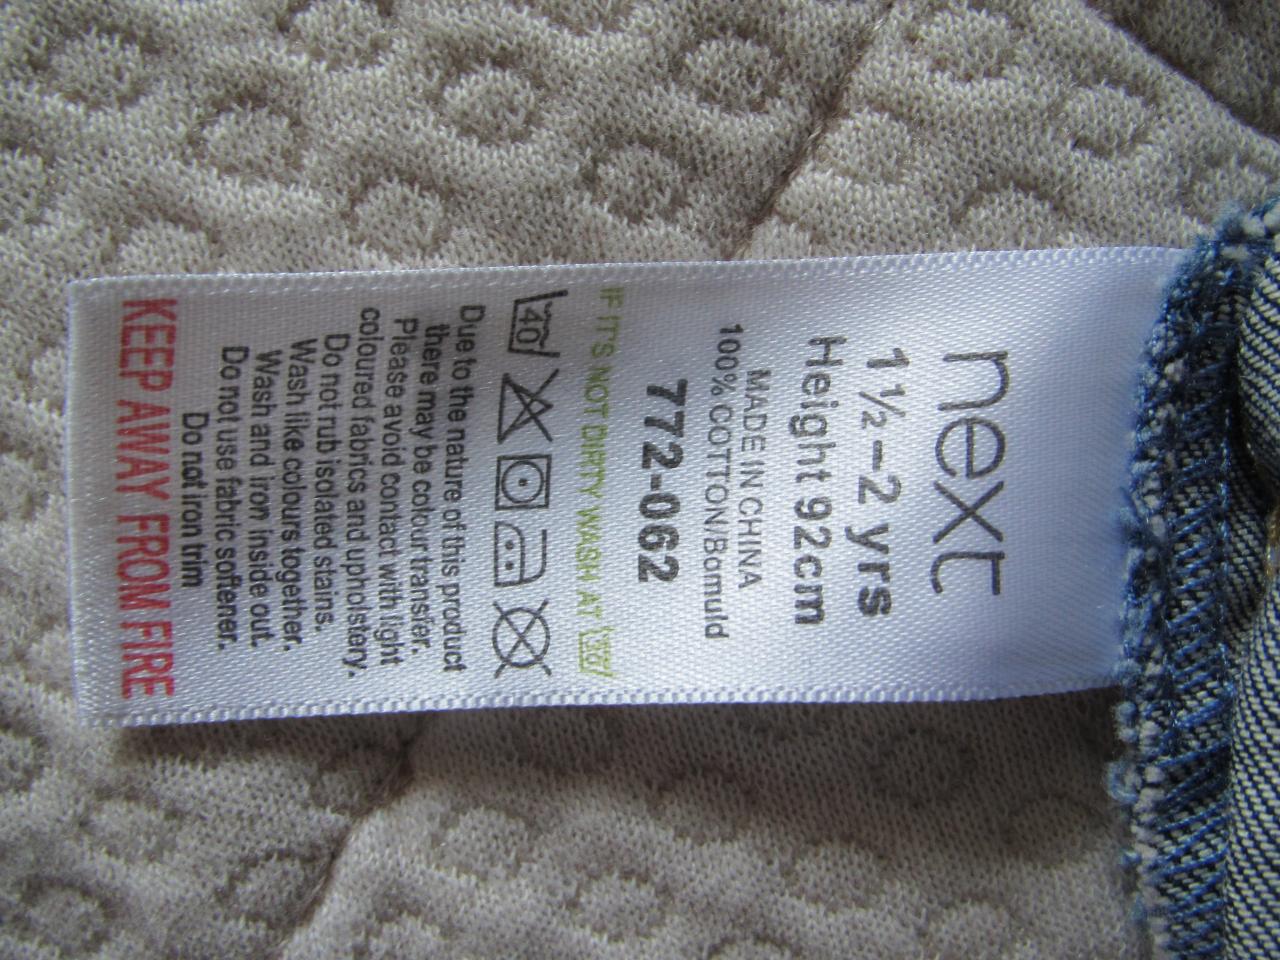 next
1½-2 yrs
Height 92cm
MADE IN CHINA
100% COTTON/Bomuld
772-062
IF IT'S NOT DIRTY WASH AT 30
40
Due to the nature of this product
there may be colour transfer.
Please avoid contact with light
coloured fabrics and upholstery.
Do not rub isolated stains.
Wash like colours together.
Wash and iron inside out.
Do not use fabric softener.
Do not iron trim
KEEP AWAY FROM FIRE